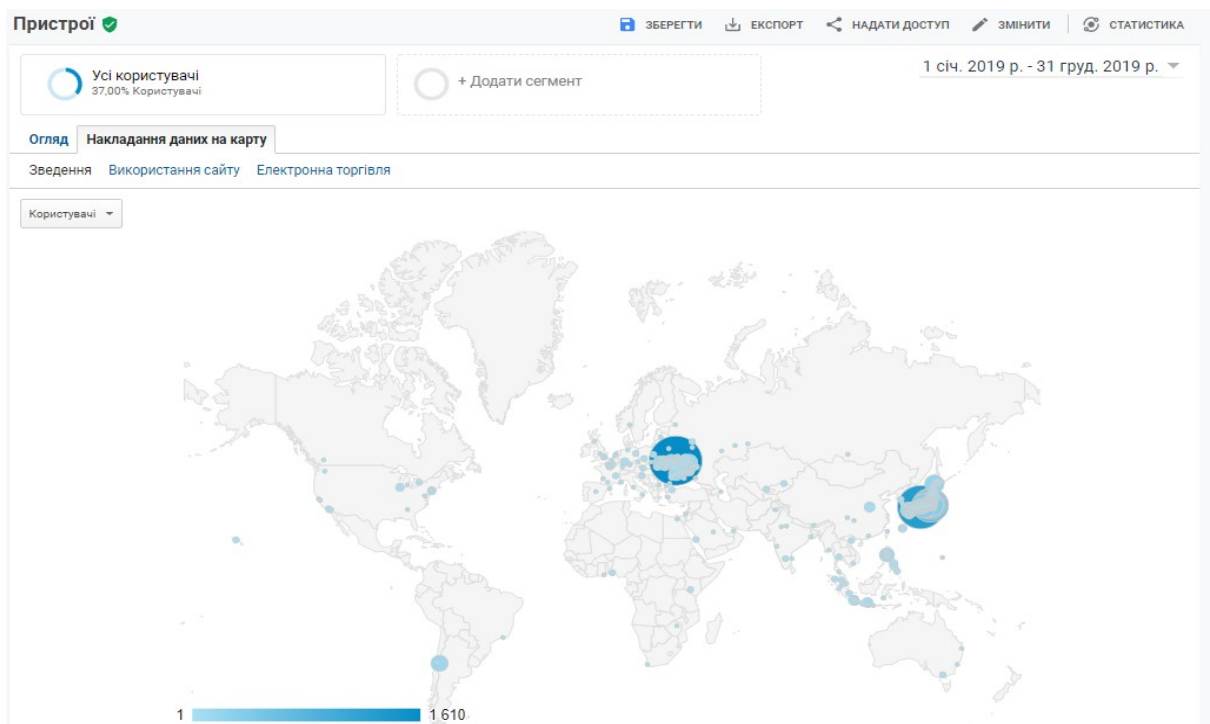 Пристрої
ЗБЕРЕГТИ ЕКСПОРТ НАДАТИ ДОСТУП ЗМІНИТИ СТАТИСТИКА
Усі користувачі
37,00% Користувачі
+ Додати сегмент
1 січ. 2019 р. - 31 груд. 2019 р.
Огляд Накладання даних на карту
Зведення Використання сайту Електронна торгівля
Користувачі
1 1 610